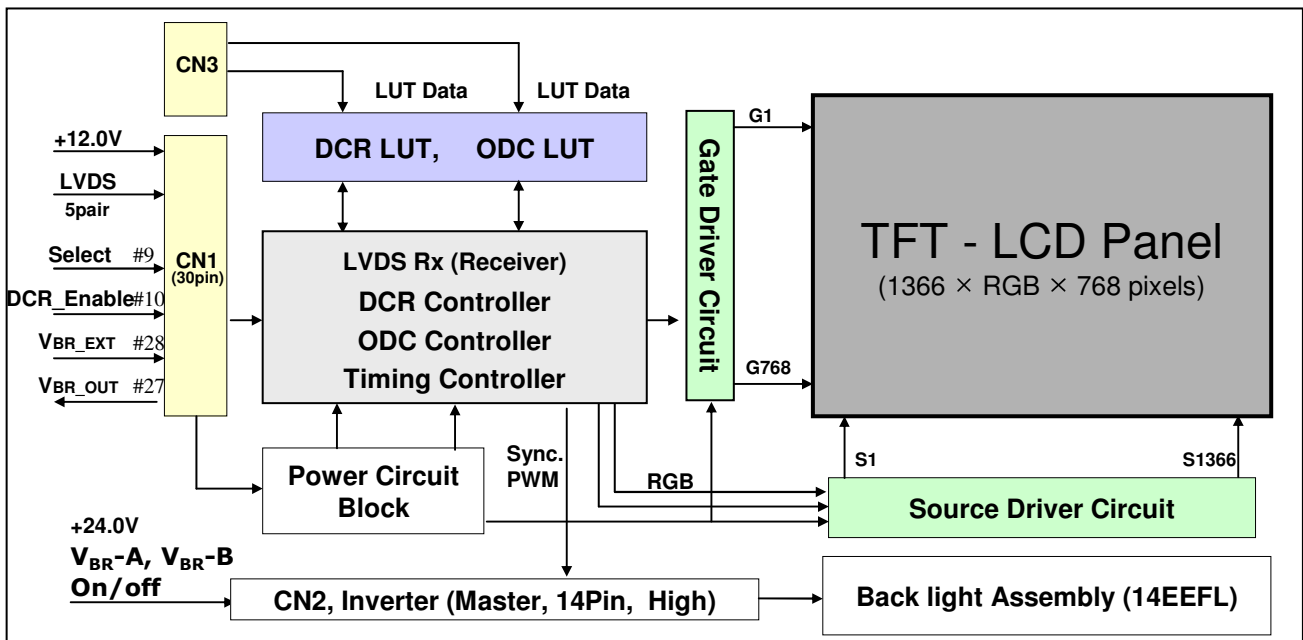 CN3
LUT Data
LUT Data
DCR LUT, ODC LUT
+12.0V
LVDS
5pair
Select #9
DCR_Enable#10
VBR_EXT #28
VBR_OUT #27
CN1
(30pin)
LVDS Rx (Receiver)
DCR Controller
ODC Controller
Timing Controller
Gate Driver Circuit
G1
G768
TFT - LCD Panel
(1366 × RGB × 768 pixels)
S1
S1366
Power Circuit
Block
Sync.
PWM
RGB
Source Driver Circuit
+24.0V
VBR-A, VBR-B
On/off
CN2, Inverter (Master, 14Pin, High)
Back light Assembly (14EEFL)